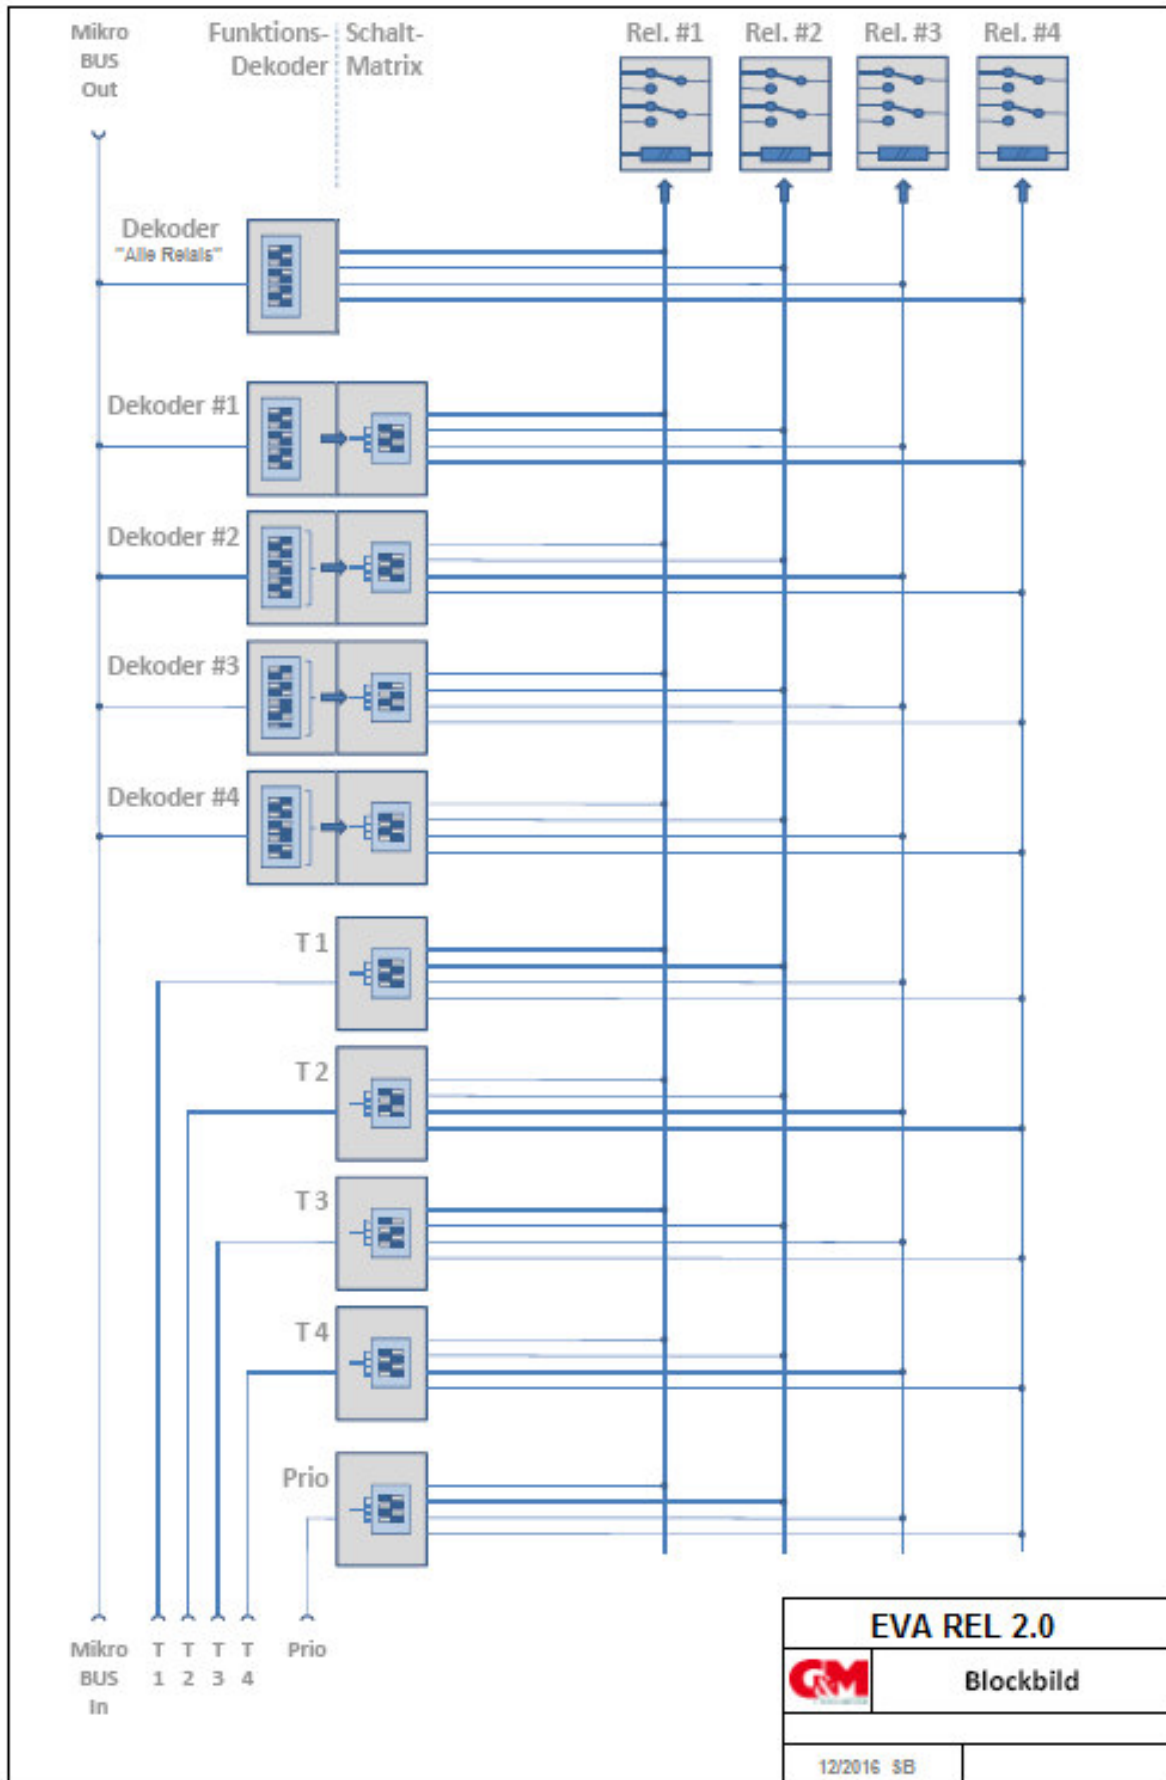 Mikro
BUS
Out
Funktions-
Dekoder
Schalt-
Matrix
Rel. #1
Rel. #2
Rel. #3
Rel. #4
Dekoder
"Alle Relais"
Dekoder #1
Dekoder #2
Dekoder #3
Dekoder #4
T 1
T 2
T 3
T 4
Prio
Mikro
BUS
In
T
1
T
2
T
3
T
4
Prio
EVA REL 2.0
G&M
Blockbild
12/2016 SB